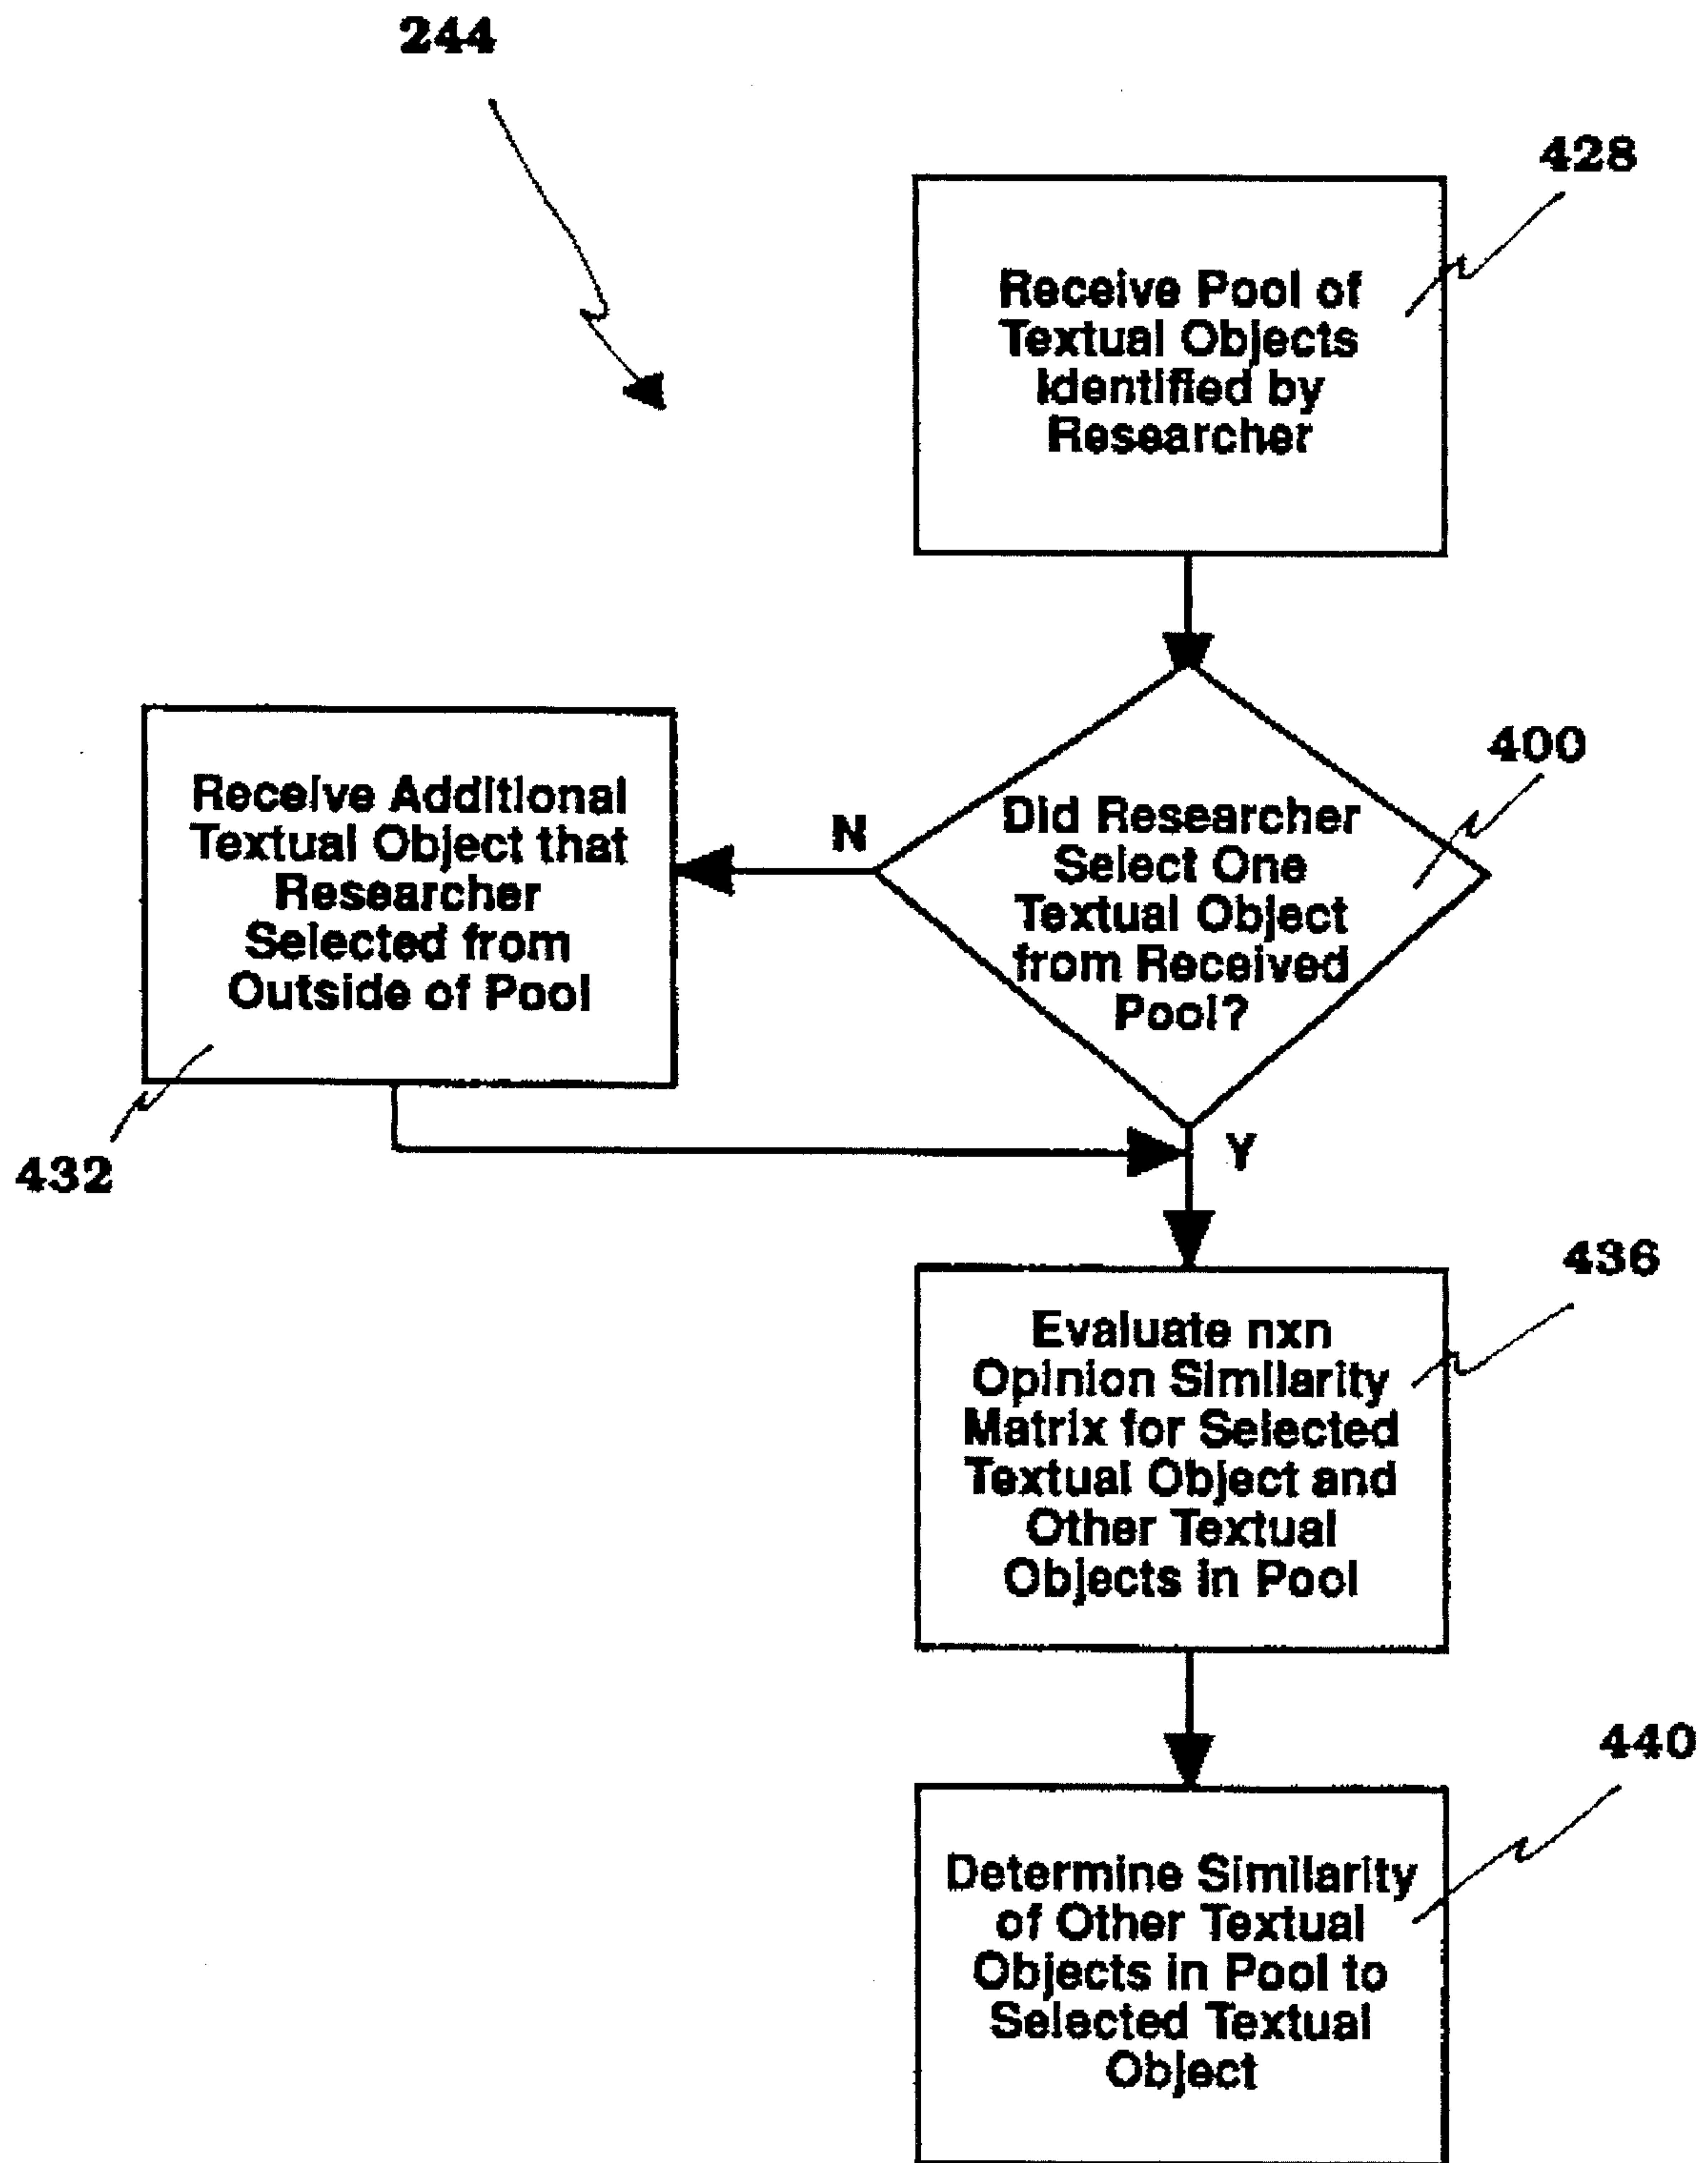 244
428
Receive Pool of
Textual Objects
Identified by
Researcher
400
Did Researcher
Select One
Textual Object
from Received
Pool?
N
Receive Additional
Textual Object that
Researcher
Selected from
Outside of Pool
432
Y
436
Evaluate nxn
Opinion Similarity
Matrix for Selected
Textual Object and
Other Textual
Objects in Pool
440
Determine Similarity
of Other Textual
Objects in Pool to
Selected Textual
Object